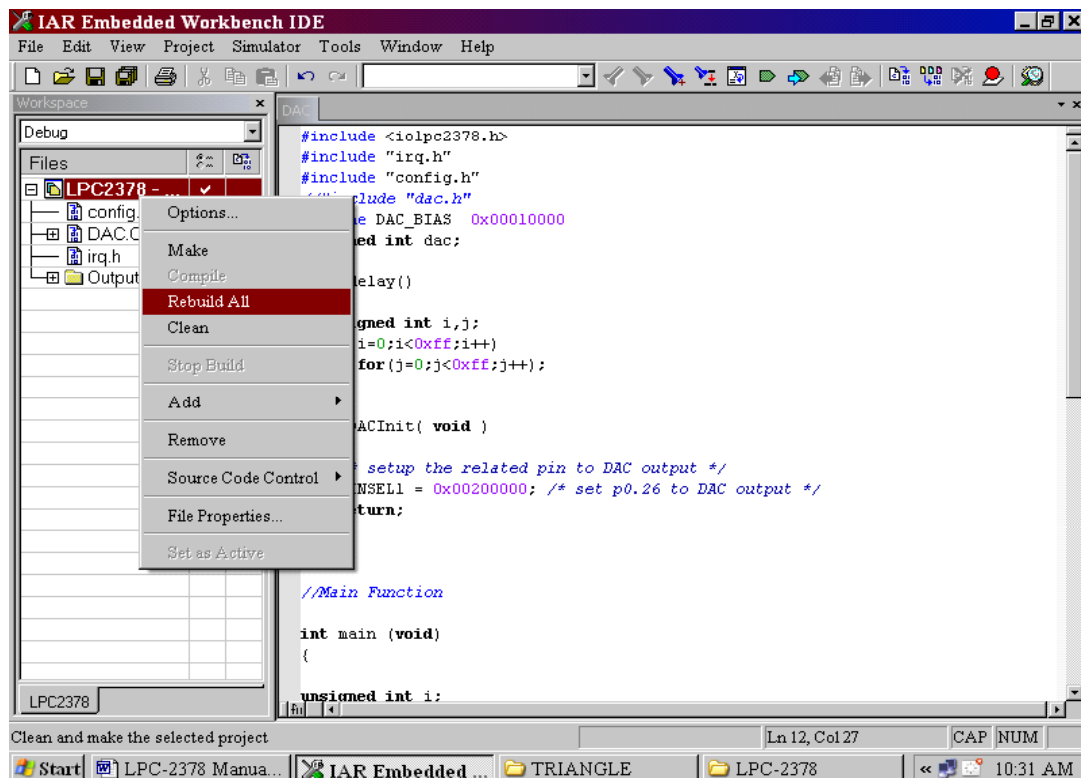 IAR Embedded Workbench IDE
File Edit View Project Simulator Tools Window Help
Workspace
Debug
Files
LPC2378 - ...
config.
DAC.C
irq.h
Output
LPC2378
Options...
Make
Compile
Rebuild All
Clean
Stop Build
Add
Remove
Source Code Control
File Properties...
Set as Active
DAC
#include <iolpc2378.h>
#include "irq.h"
#include "config.h"
clude "dac.h"
e DAC_BIAS 0x00010000
ed int dac;
elay()
gned int i,j;
i=0;i<0xff;i++)
for(j=0;j<0xff;j++);
ACInit( void )
setup the related pin to DAC output */
NSEL1 = 0x00200000; /* set p0.26 to DAC output */
turn;
//Main Function
int main (void)
{
unsigned int i;
Clean and make the selected project
Ln 12, Col 27
CAP NUM
Start
LPC-2378 Manua...
IAR Embedded ...
TRIANGLE
LPC-2378
«
10:31 AM